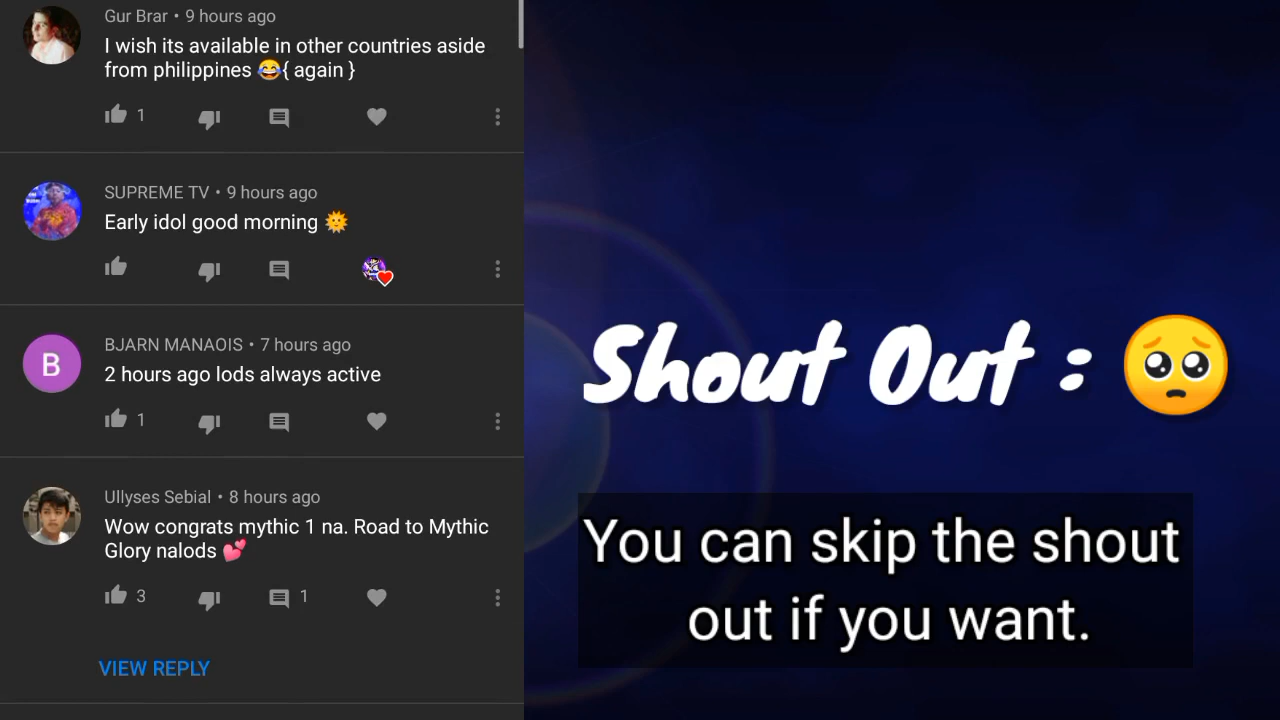 Gur Brar • 9 hours ago
I wish its available in other countries aside
from philippines 😂{ again }
1
SUPREME TV • 9 hours ago
Early idol good morning 🌞
B
BJARN MANAOIS • 7 hours ago
2 hours ago lods always active
1
Ullyses Sebial • 8 hours ago
Wow congrats mythic 1 na. Road to Mythic
Glory nalods 💕
3 1
VIEW REPLY
Shout Out : 🥺
You can skip the shout
out if you want.